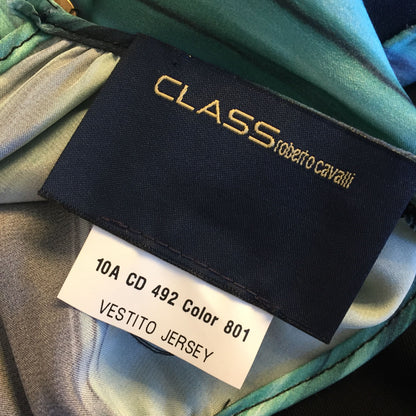 CLASS
roberto cavalli
10A CD 492 Color 801
VESTITO JERSEY